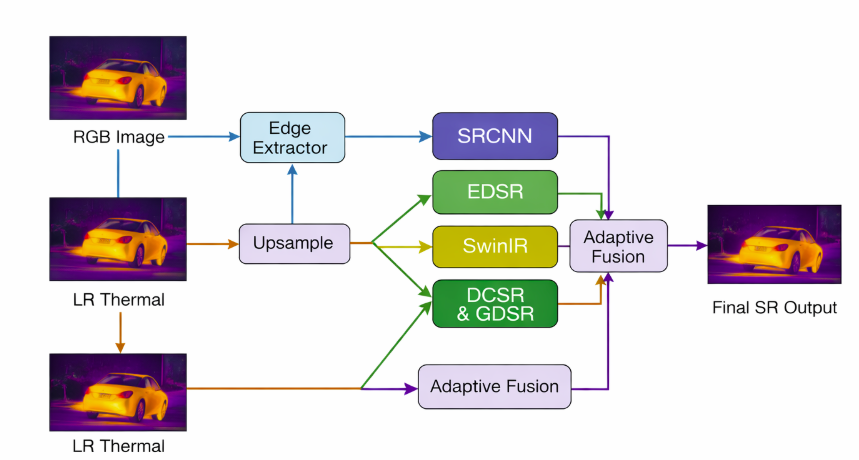 RGB Image
Edge
Extractor
SRCNN
EDSR
LR Thermal
Upsample
SwinIR
Adaptive
Fusion
Final SR Output
DCSR
& GDSR
LR Thermal
Adaptive Fusion